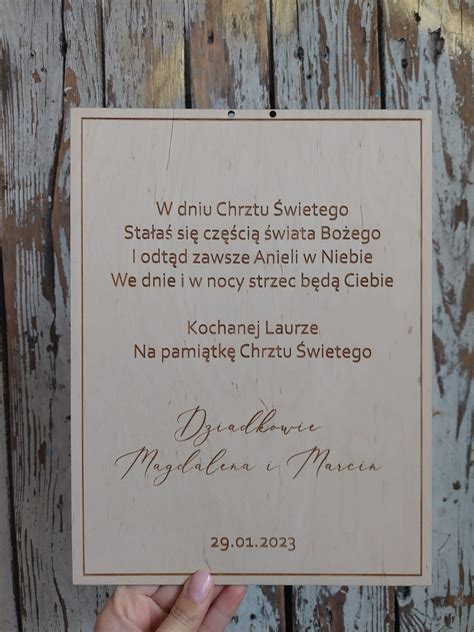 W dniu Chrztu Świetego
Stałaś się częścią świata Bożego
I odtąd zawsze Anieli w Niebie
We dnie i w nocy strzec będą Ciebie
Kochanej Laurze
Na pamiątkę Chrztu Świetego
Dziadkowie
Magdalena i Marcin
29.01.2023